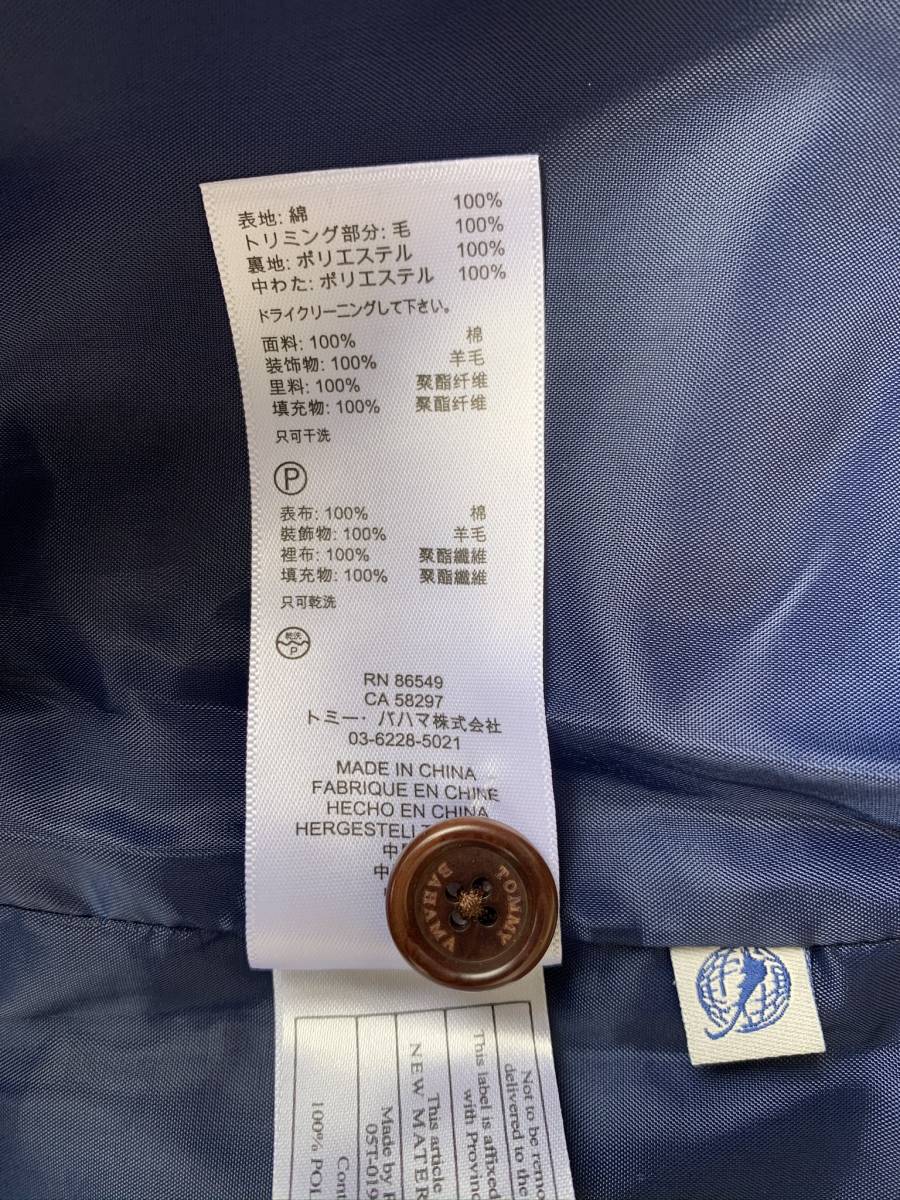 表地: 綿 100%
トリミング部分: 毛 100%
裏地: ポリエステル 100%
中わた: ポリエステル 100%
ドライクリーニングして下さい。
面料: 100% 棉
装饰物: 100% 羊毛
里料: 100% 聚酯纤维
填充物: 100% 聚酯纤维
只可干洗
P
表布: 100% 棉
裝飾物: 100% 羊毛
裡布: 100% 聚酯纖維
填充物: 100% 聚酯纖維
只可乾洗
乾洗
P
RN 86549
CA 58297
トミー・バハマ株式会社
03-6228-5021
MADE IN CHINA
FABRIQUE EN CHINE
HECHO EN CHINA
HERGESTELLT
中
中
TOMMY
BAHAMA
Not to be
delivered to the
This label is affixed
with
This article
NEW
Made by
05T-019
100%